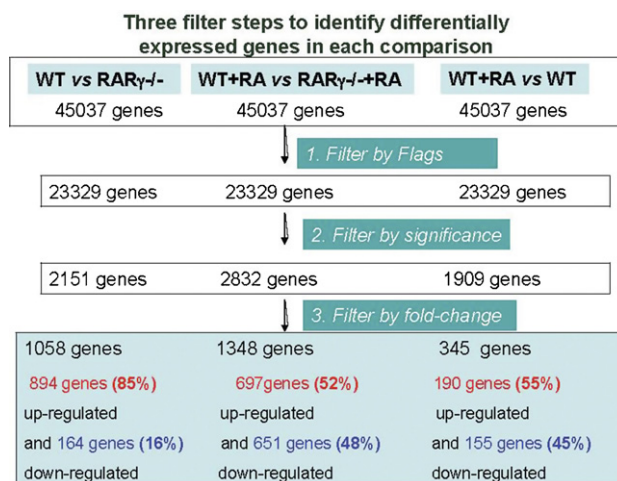 Three filter steps to identify differentially
expressed genes in each comparison
WT vs RARγ-/- WT+RA vs RARγ-/-+RA WT+RA vs WT
45037 genes 45037 genes 45037 genes
1. Filter by Flags
23329 genes 23329 genes 23329 genes
2. Filter by significance
2151 genes 2832 genes 1909 genes
3. Filter by fold-change
1058 genes 1348 genes 345 genes
894 genes (85%) 697genes (52%) 190 genes (55%)
up-regulated up-regulated up-regulated
and 164 genes (16%) and 651 genes (48%) and 155 genes (45%)
down-regulated down-regulated down-regulated